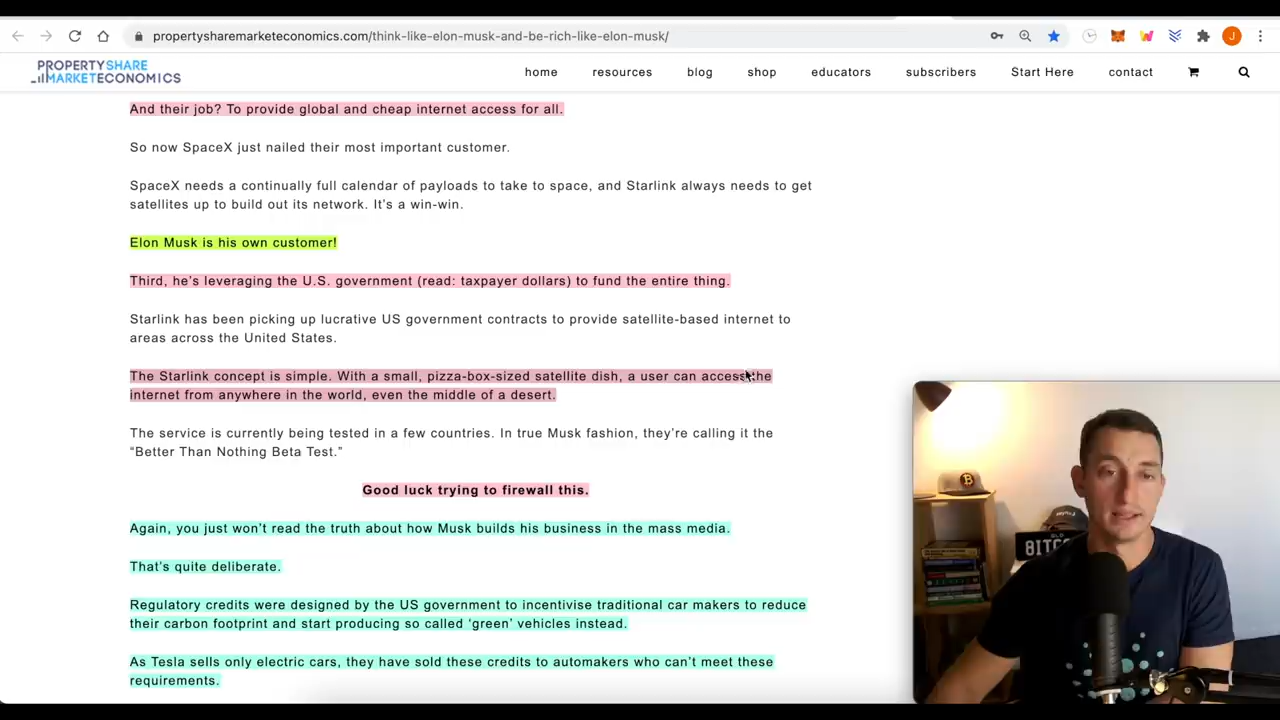 propertysharemarketeconomics.com/think-like-elon-musk-and-be-rich-like-elon-musk/
J
PROPERTYSHARE
MARKETECONOMICS
home resources blog shop educators subscribers Start Here contact
And their job? To provide global and cheap internet access for all.
So now SpaceX just nailed their most important customer.
SpaceX needs a continually full calendar of payloads to take to space, and Starlink always needs to get
satellites up to build out its network. It’s a win-win.
Elon Musk is his own customer!
Third, he’s leveraging the U.S. government (read: taxpayer dollars) to fund the entire thing.
Starlink has been picking up lucrative US government contracts to provide satellite-based internet to
areas across the United States.
The Starlink concept is simple. With a small, pizza-box-sized satellite dish, a user can access the
internet from anywhere in the world, even the middle of a desert.
The service is currently being tested in a few countries. In true Musk fashion, they’re calling it the
“Better Than Nothing Beta Test.”
Good luck trying to firewall this.
Again, you just won’t read the truth about how Musk builds his business in the mass media.
That’s quite deliberate.
Regulatory credits were designed by the US government to incentivise traditional car makers to reduce
their carbon footprint and start producing so called ‘green’ vehicles instead.
As Tesla sells only electric cars, they have sold these credits to automakers who can’t meet these
requirements.